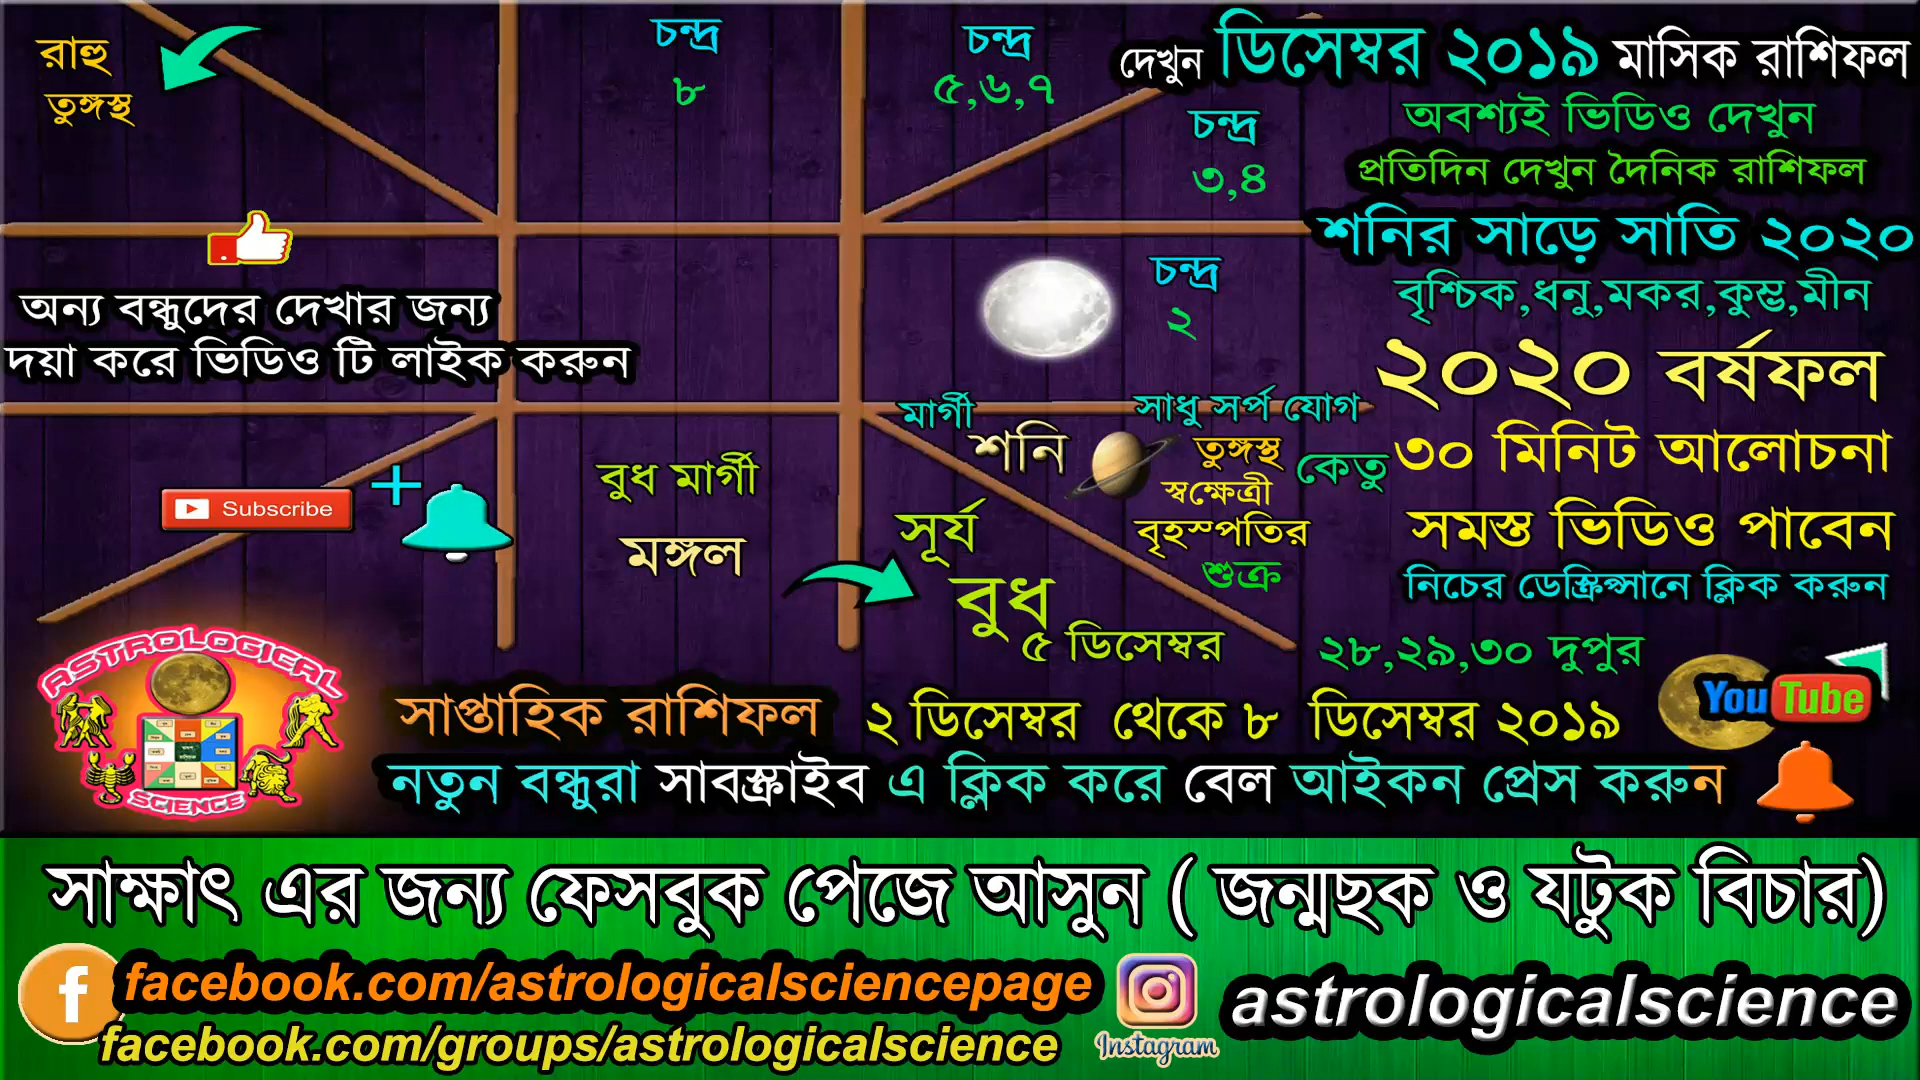 রাহু
তুঙ্গস্থ
চন্দ্র
৮
চন্দ্র
৫,৬,৭
চন্দ্র
৩,৪
দেখুন ডিসেম্বর ২০১৯ মাসিক রাশিফল
অবশ্যই ভিডিও দেখুন
প্রতিদিন দেখুন দৈনিক রাশিফল
শনির সাড়ে সাতি ২০২০
বৃশ্চিক,ধনু,মকর,কুম্ভ,মীন
২০২০ বর্ষফল
৩০ মিনিট আলোচনা
সমস্ত ভিডিও পাবেন
নিচের ডেস্ক্রিপ্সানে ক্লিক করুন
অন্য বন্ধুদের দেখার জন্য
দয়া করে ভিডিও টি লাইক করুন
চন্দ্র
২
মার্গী
শনি
সাধু সর্প যোগ
তুঙ্গস্থ
কেতু
স্বক্ষেত্রী
বৃহস্পতির
শুক্র
Subscribe
বুধ মার্গী
মঙ্গল
সূর্য
বুধ
৫ ডিসেম্বর
২৮,২৯,৩০ দুপুর
YouTube
ASTROLOGICAL
SCIENCE
সাপ্তাহিক রাশিফল ২ ডিসেম্বর থেকে ৮ ডিসেম্বর ২০১৯
নতুন বন্ধুরা সাবস্ক্রাইব এ ক্লিক করে বেল আইকন প্রেস করুন
সাক্ষাৎ এর জন্য ফেসবুক পেজে আসুন ( জন্মছক ও যটুক বিচার)
facebook.com/astrologicalsciencepage
facebook.com/groups/astrologicalscience
Instagram
astrologicalscience